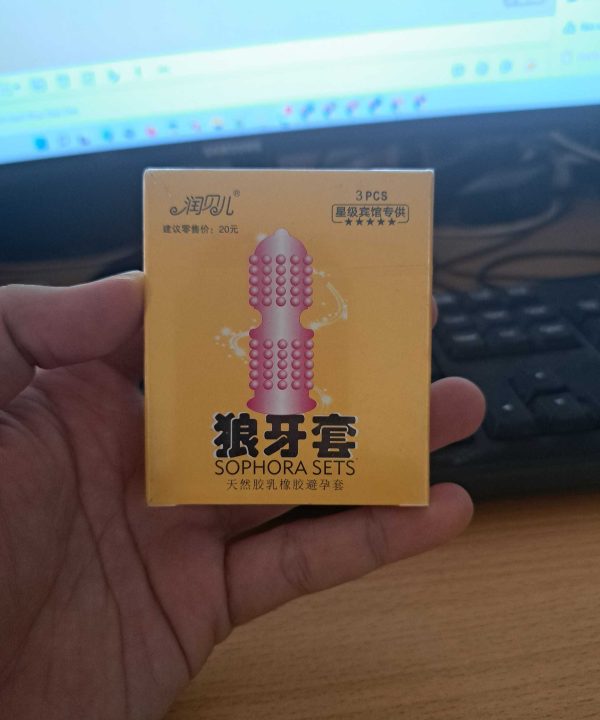 润贝儿®
建议零售价：20元
3PCS
星级宾馆专供
★★★★★
狼牙套
SOPHORA SETS
天然胶乳橡胶避孕套